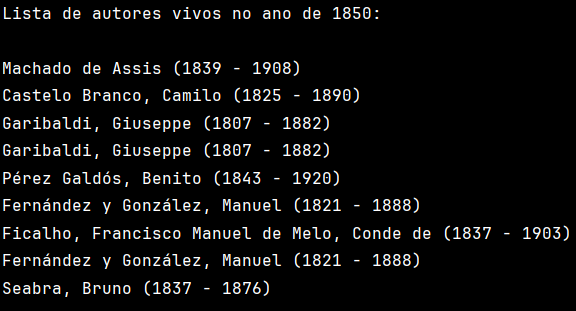 Lista de autores vivos no ano de 1850:
Machado de Assis (1839 - 1908)
Castelo Branco, Camilo (1825 - 1890)
Garibaldi, Giuseppe (1807 - 1882)
Garibaldi, Giuseppe (1807 - 1882)
Pérez Galdós, Benito (1843 - 1920)
Fernández y González, Manuel (1821 - 1888)
Ficalho, Francisco Manuel de Melo, Conde de (1837 - 1903)
Fernández y González, Manuel (1821 - 1888)
Seabra, Bruno (1837 - 1876)